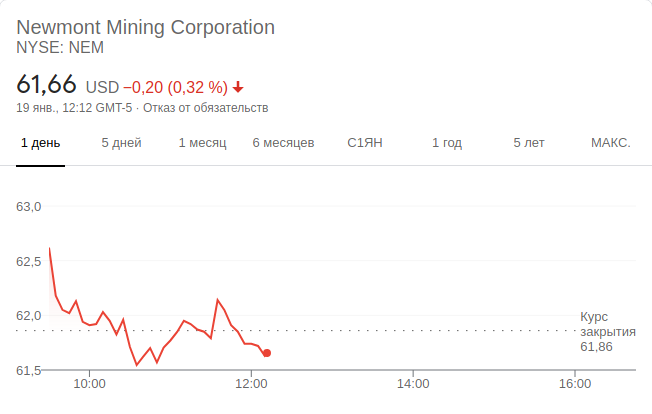 Newmont Mining Corporation
NYSE: NEM
61,66 USD −0,20 (0,32 %)
19 янв., 12:12 GMT-5 · Отказ от обязательств
1 день 5 дней 1 месяц 6 месяцев С1ЯН 1 год 5 лет МАКС.
63,0
62,5
62,0
61,5
Курс
закрытия
61,86
10:00 12:00 14:00 16:00